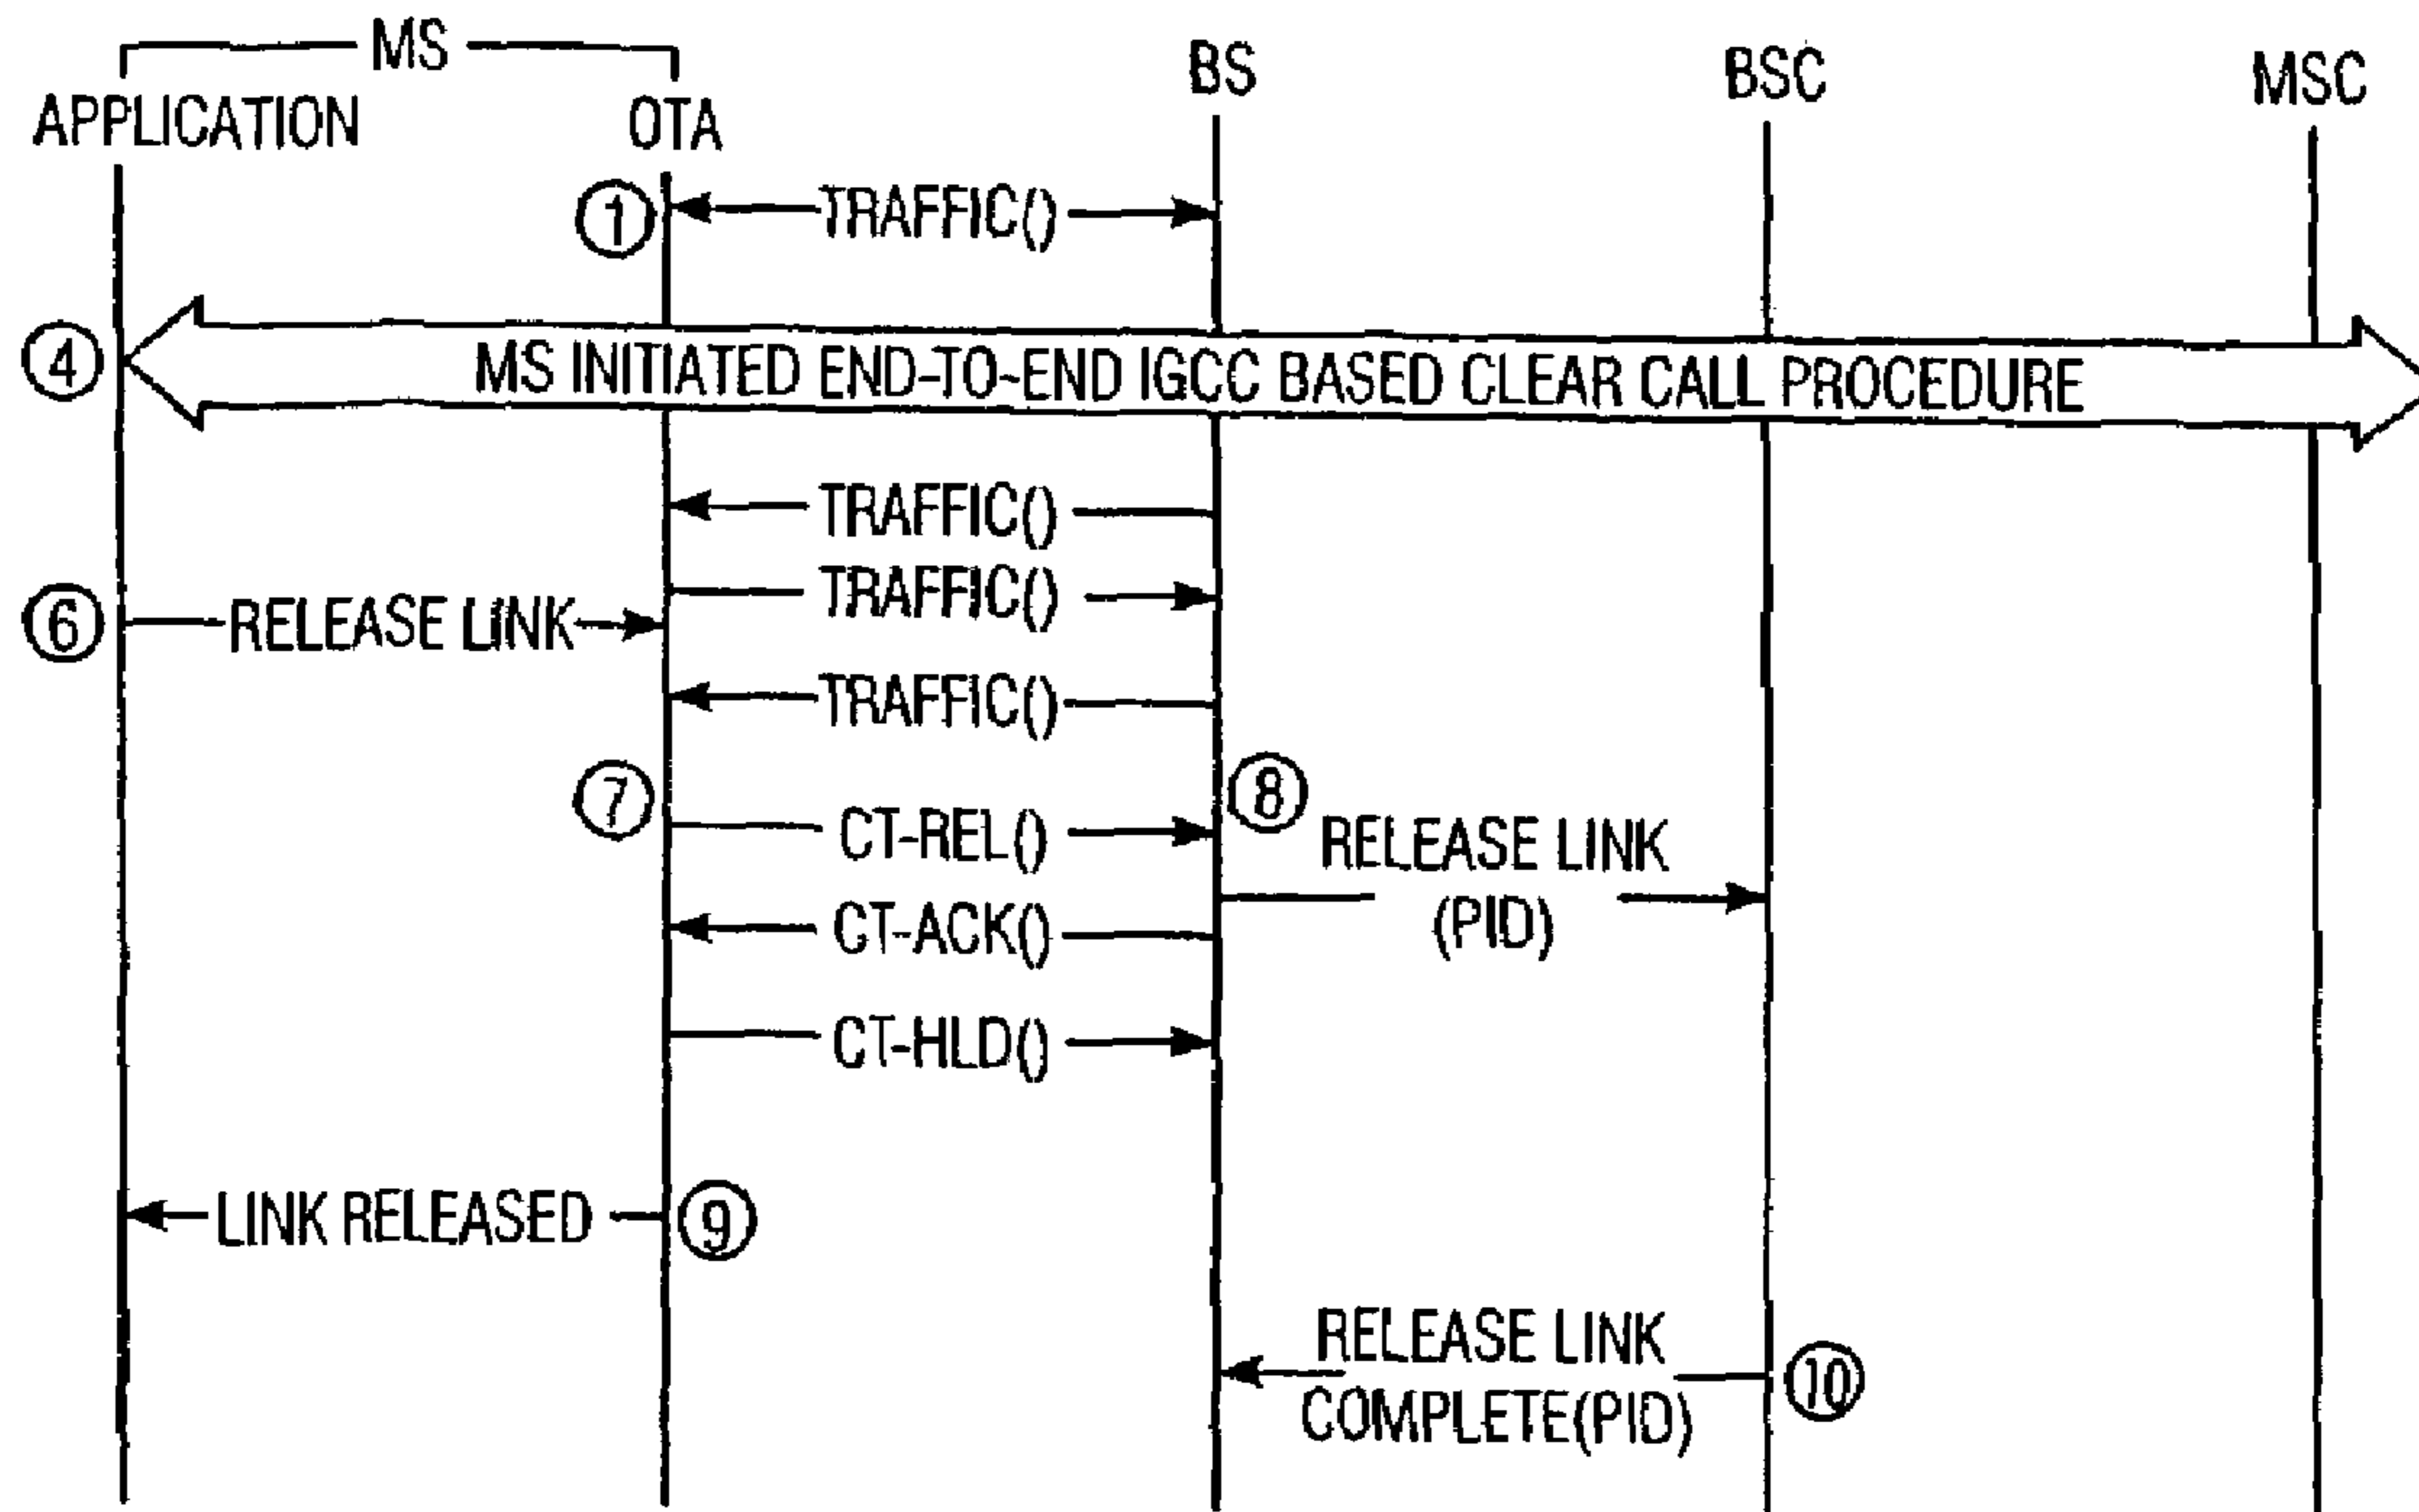 MS
BS
BSC
MSC
APPLICATION
OTA
① TRAFFIC()
④ MS INITIATED END-TO-END IGCC BASED CLEAR CALL PROCEDURE
TRAFFIC()
TRAFFIC()
⑥ RELEASE LINK
TRAFFIC()
⑦
⑧
CT-REL()
RELEASE LINK
(PID)
CT-ACK()
CT-HLD()
LINK RELEASED ⑨
RELEASE LINK
COMPLETE(PID)
⑩